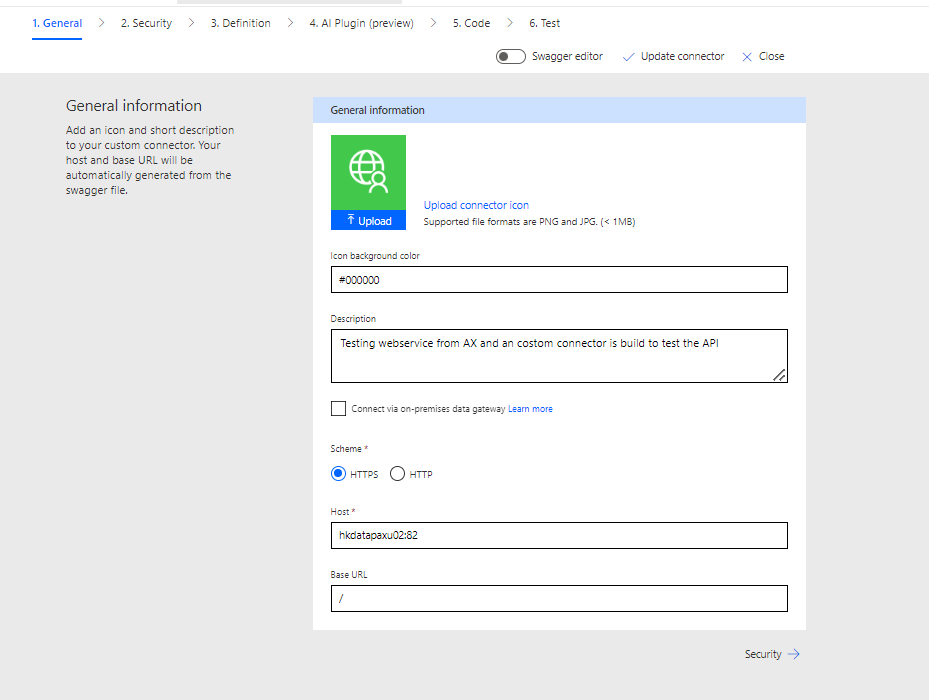 1. General
2. Security
3. Definition
4. AI Plugin (preview)
5. Code
6. Test
Swagger editor
Update connector
Close
General information
Add an icon and short description
to your custom connector. Your
host and base URL will be
automatically generated from the
swagger file.
General information
Upload
Upload connector icon
Supported file formats are PNG and JPG. (< 1MB)
Icon background color
#000000
Description
Testing webservice from AX and an costom connector is build to test the API
Connect via on-premises data gateway Learn more
Scheme *
HTTPS
HTTP
Host *
hkdatapaxu02:82
Base URL
/
Security